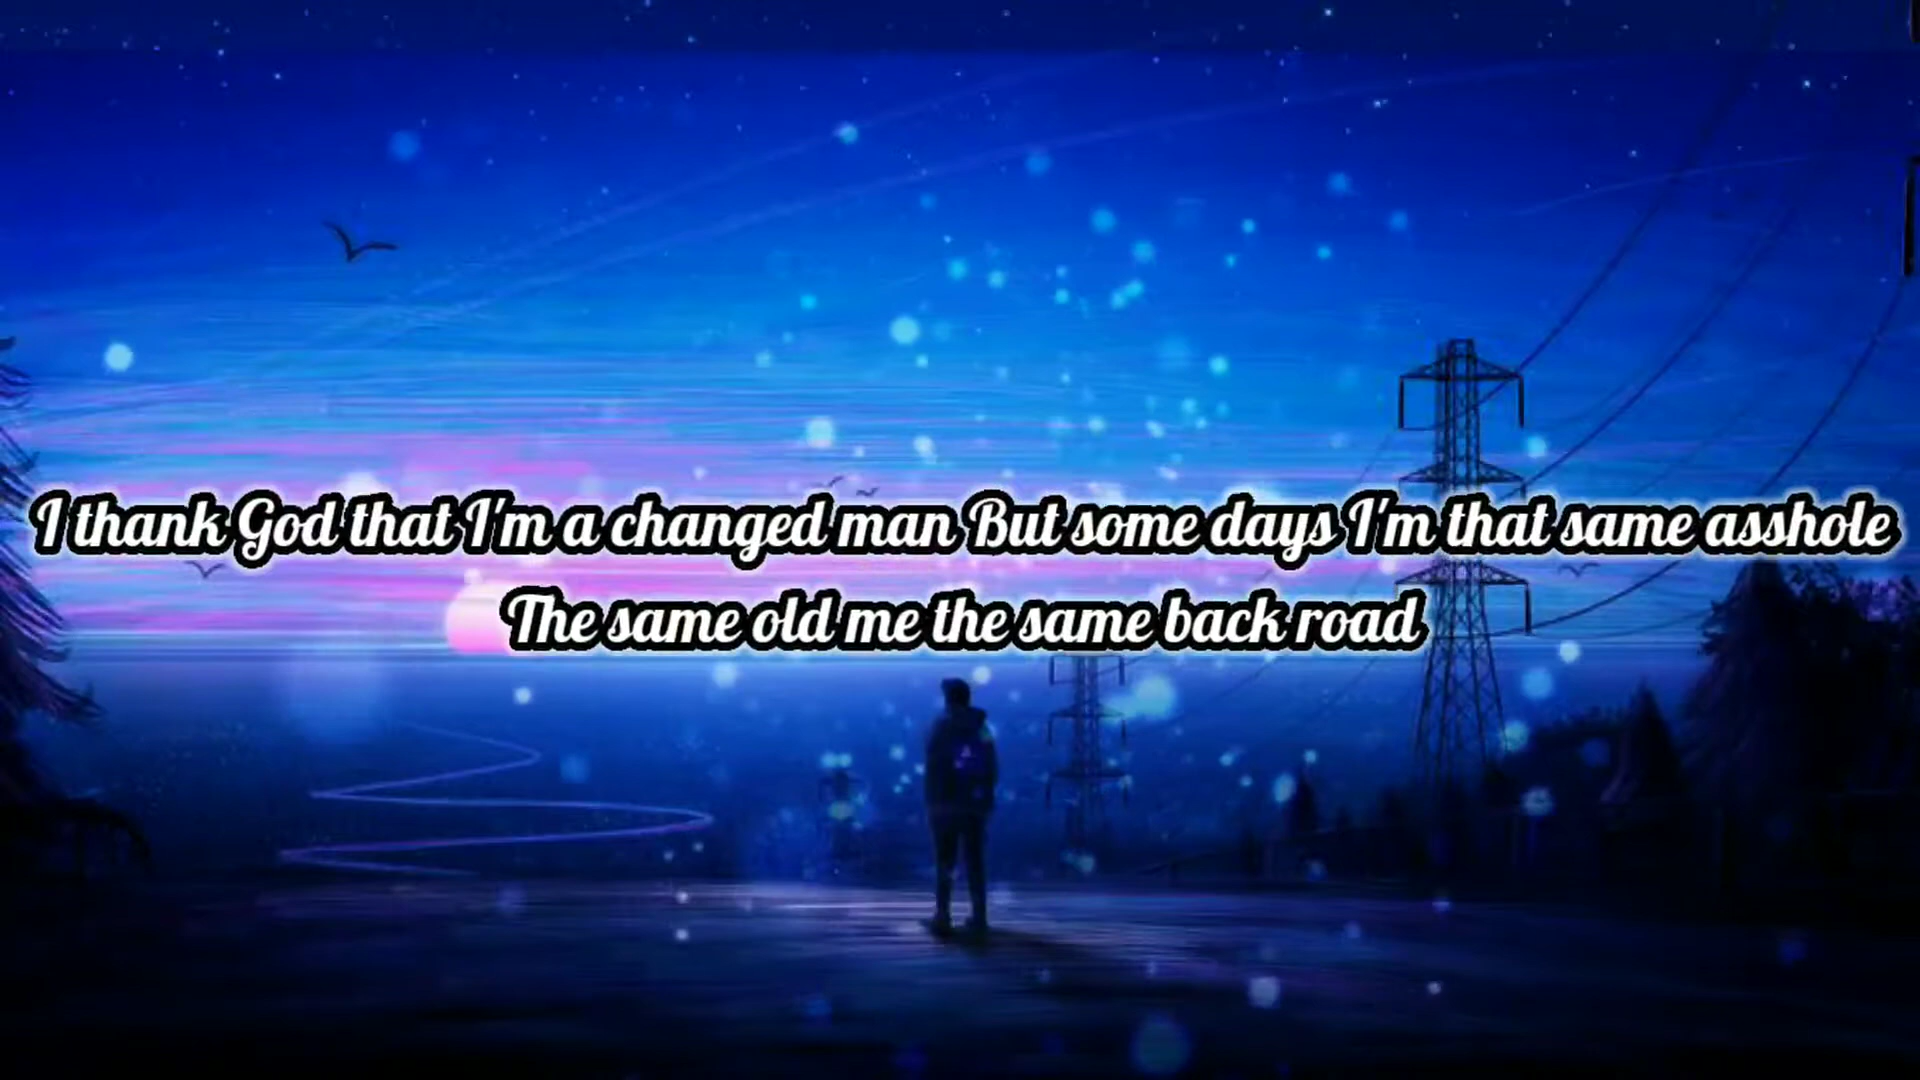 I thank God that I'm a changed man But some days I'm that same asshole
The same old me the same back road